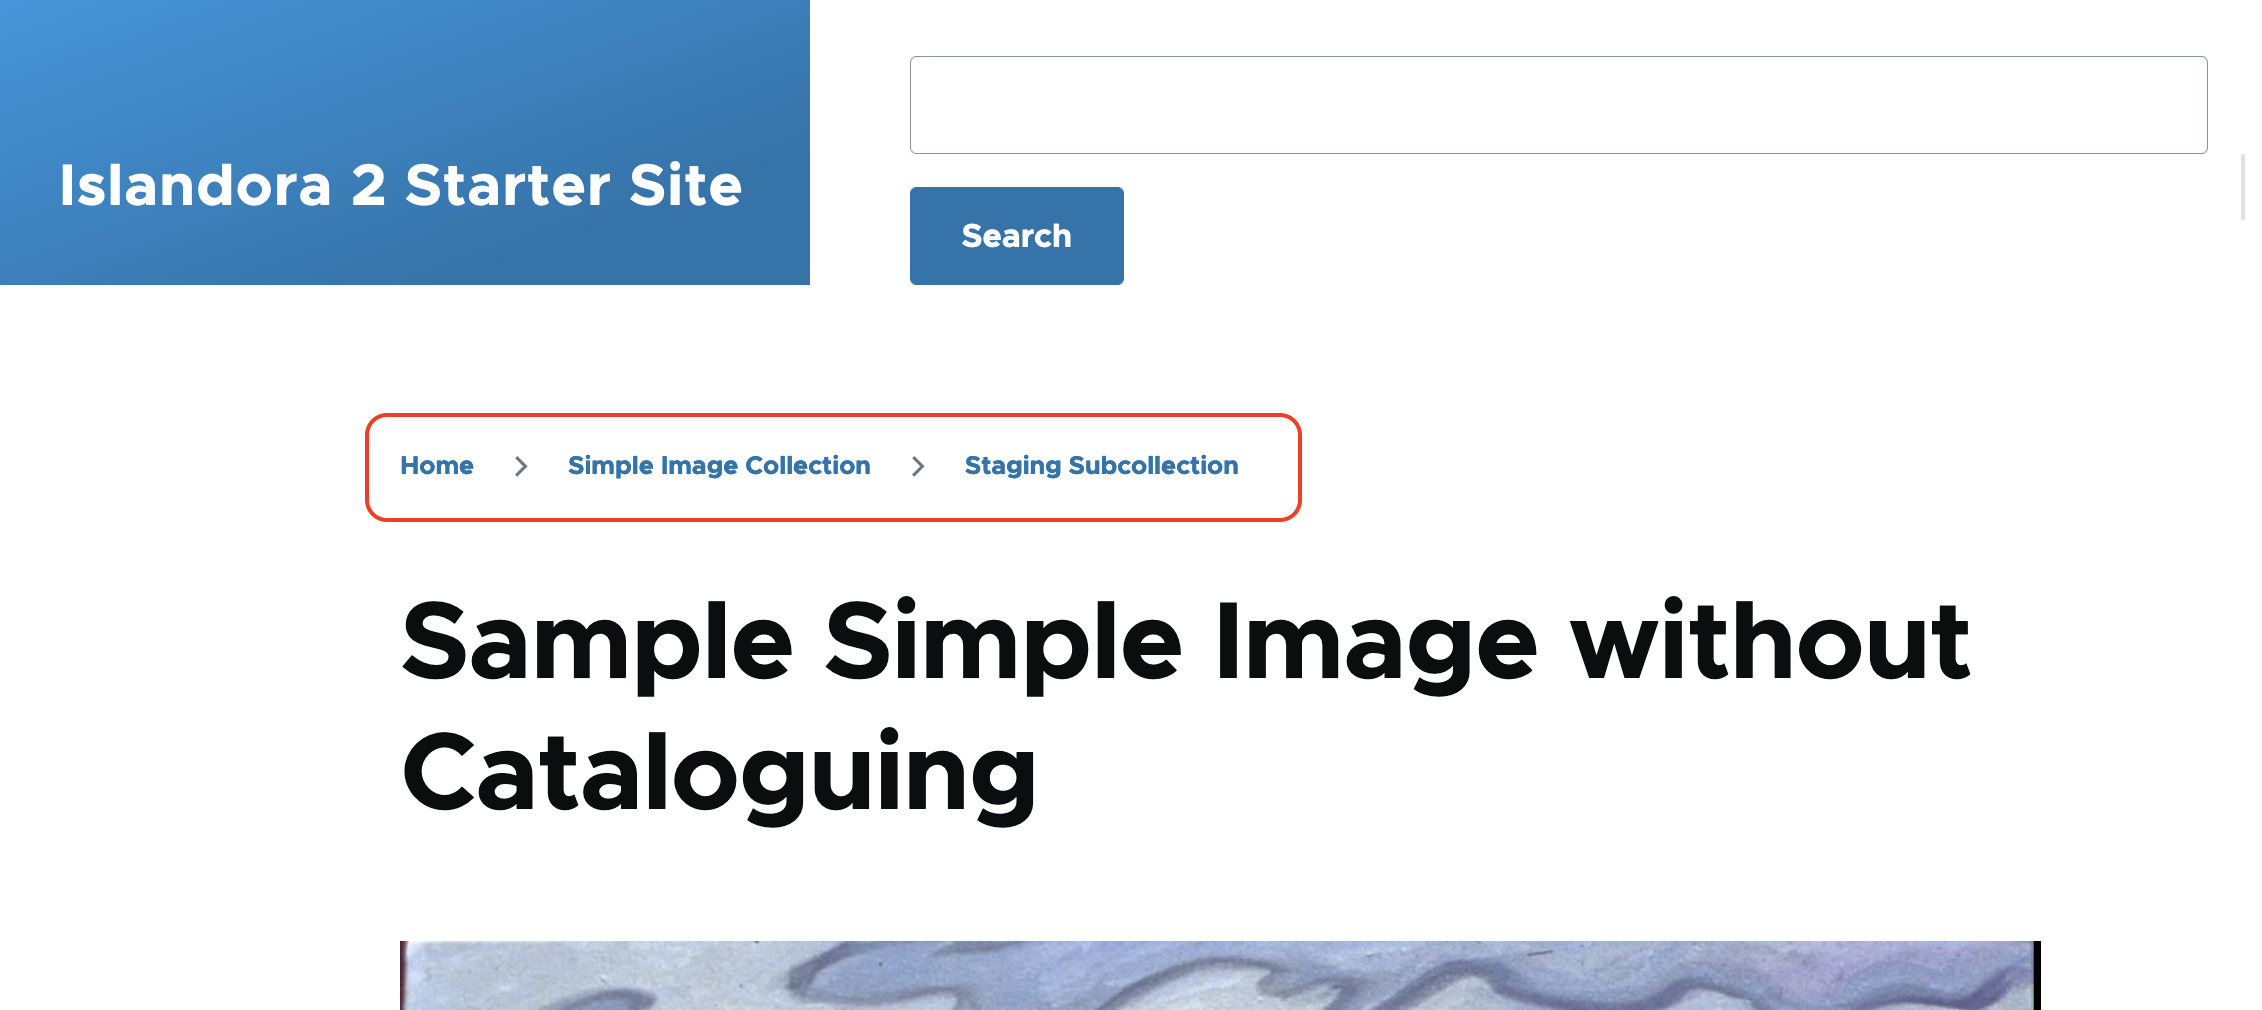 Islandora 2 Starter Site
Search
Home > Simple Image Collection > Staging Subcollection
Sample Simple Image without
Cataloguing